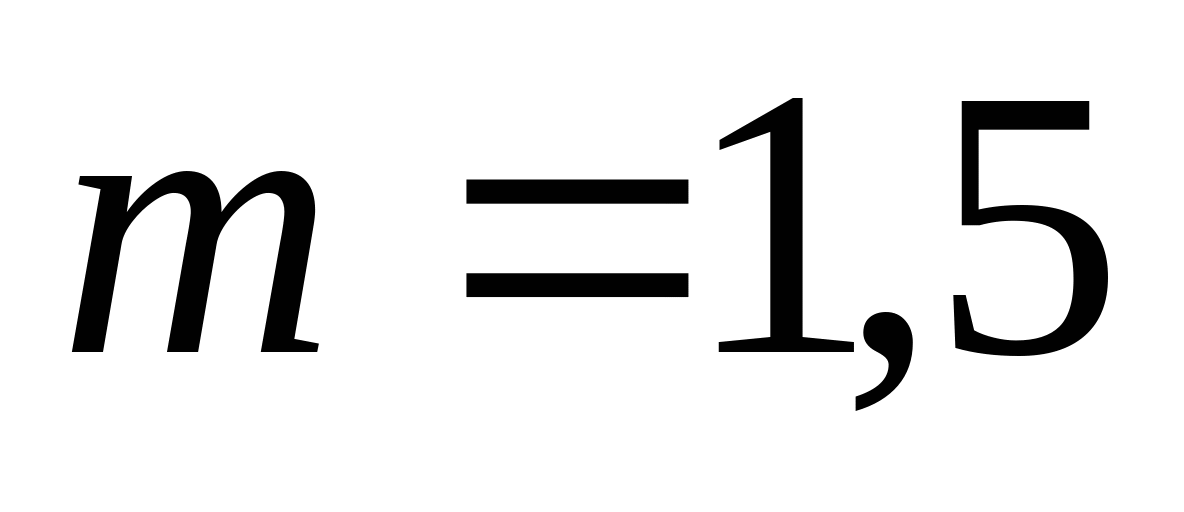 m = 1,5